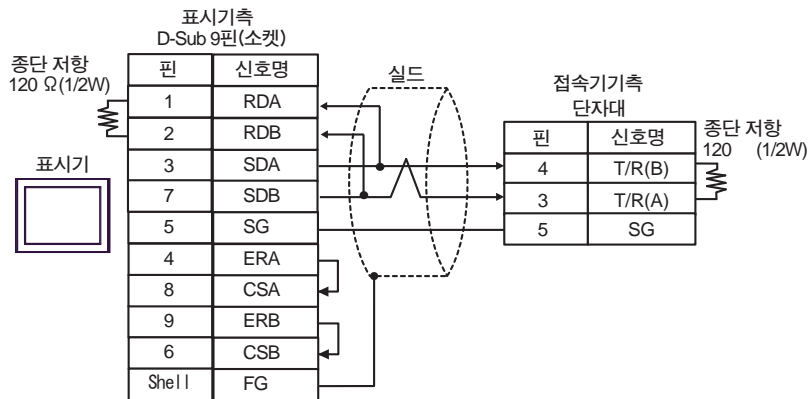 표시기측
D-Sub 9핀(소켓)
종단 저항
120 Ω(1/2W)
핀 신호명
1 RDA
2 RDB
3 SDA
7 SDB
5 SG
4 ERA
8 CSA
9 ERB
6 CSB
Shell FG
표시기
실드
접속기기측
단자대
핀 신호명
4 T/R(B)
3 T/R(A)
5 SG
종단 저항
120 (1/2W)